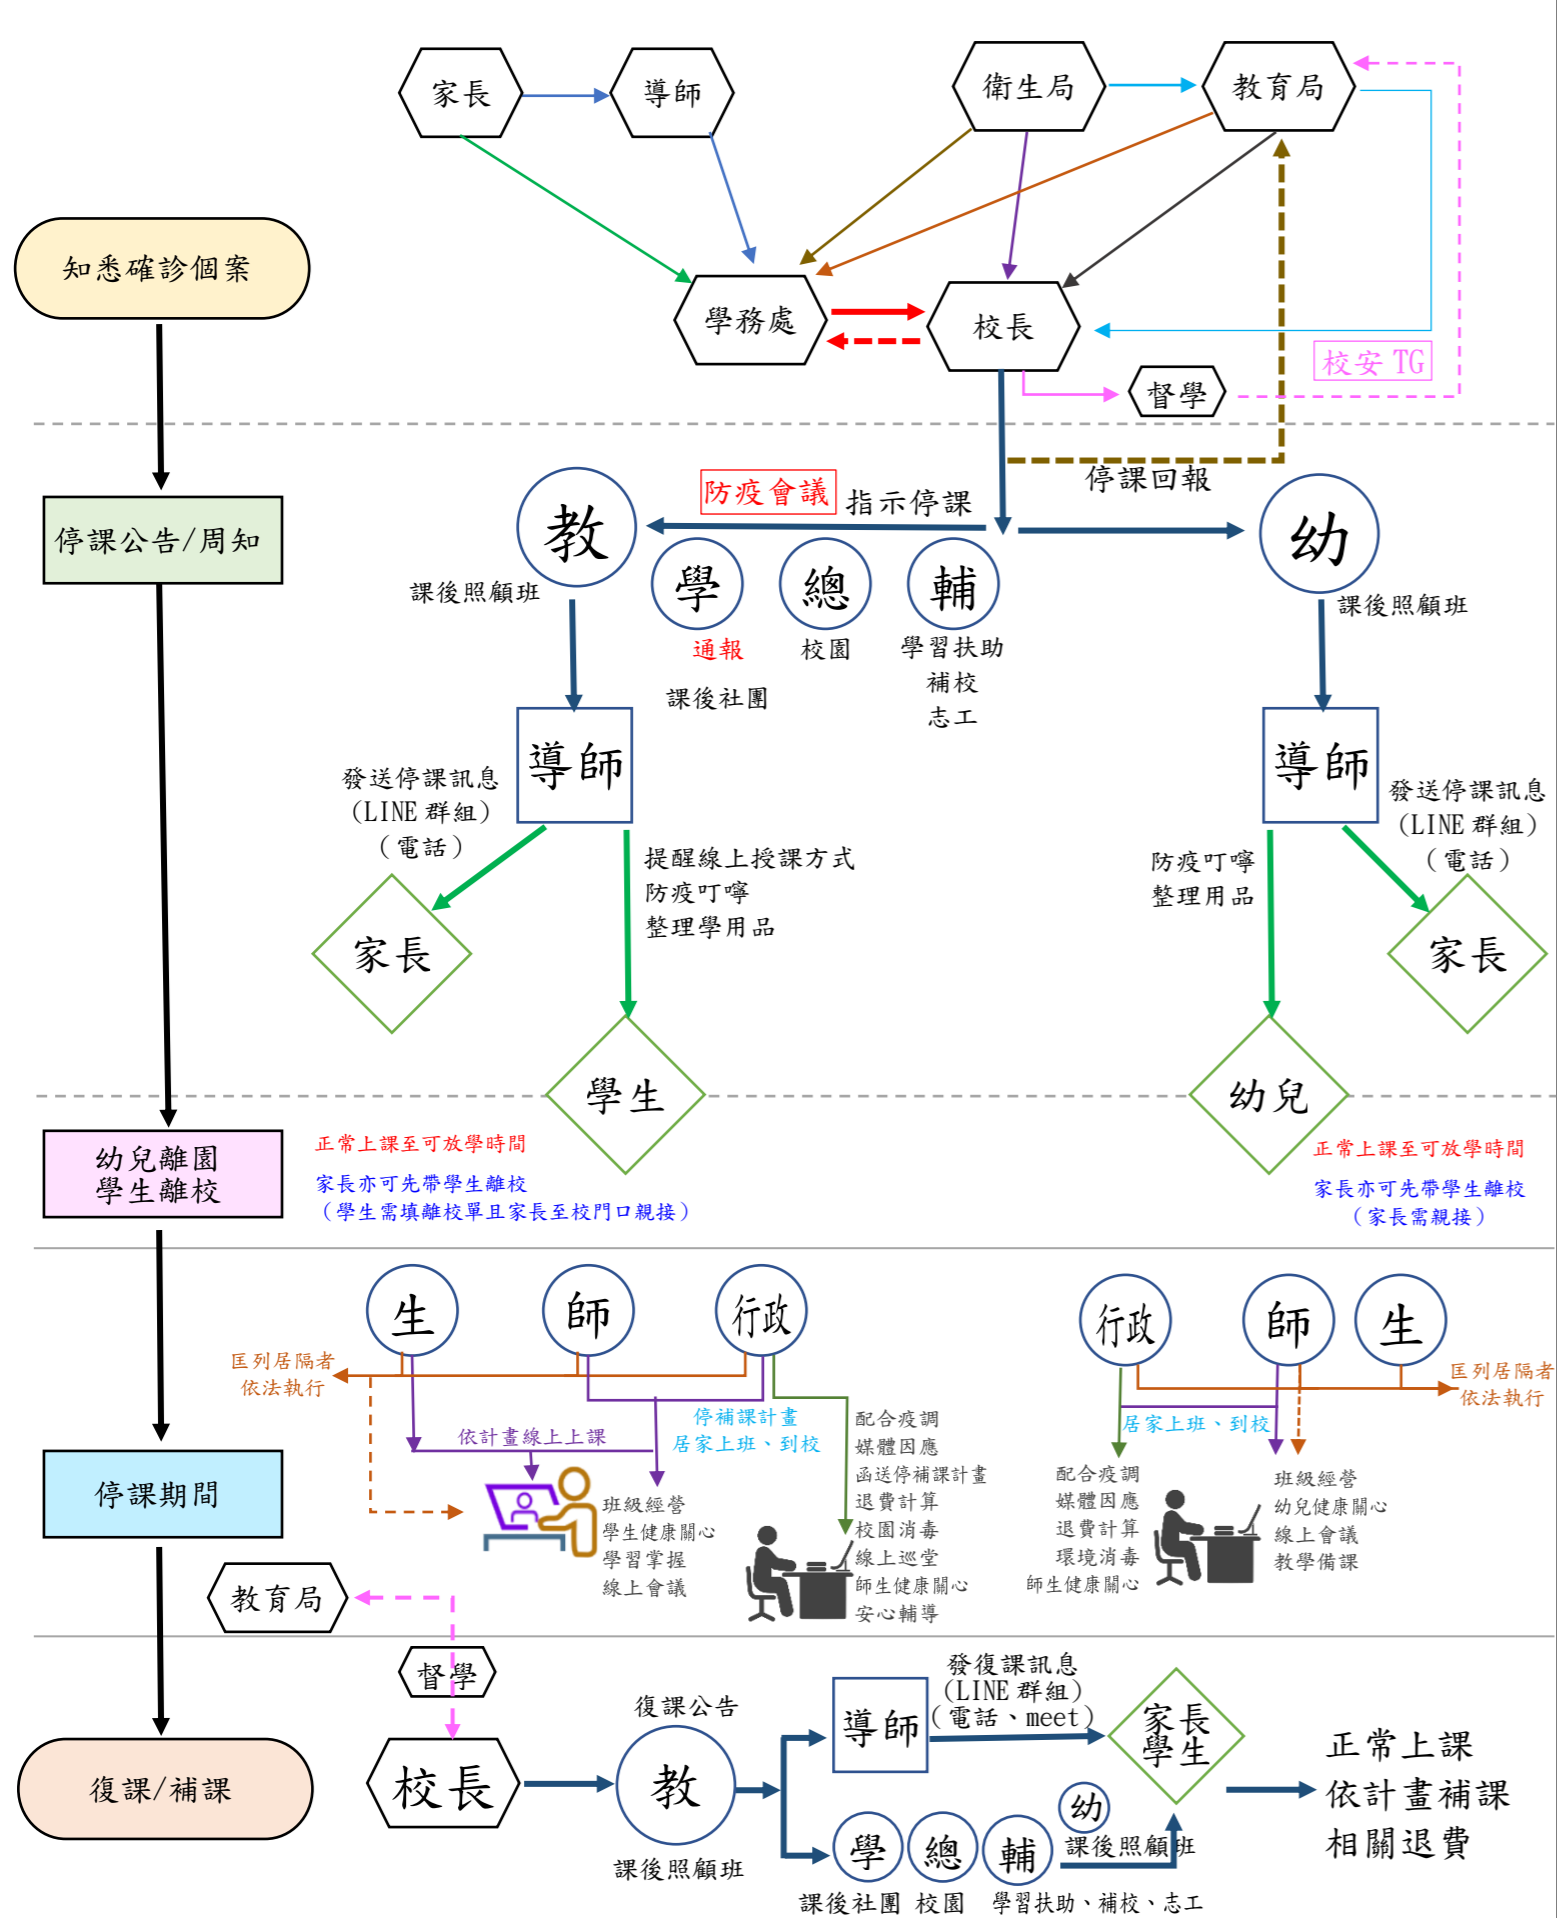 家長
導師
衛生局
教育局
知悉確診個案
學務處
校長
校安 TG
督學
停課公告/周知
教
課後照顧班
防疫會議
指示停課
停課回報
幼
課後照顧班
學
總
輔
通報
校園
學習扶助
課後社團
補校
志工
導師
發送停課訊息
(LINE 群組)
(電話)
提醒線上授課方式
防疫叮嚀
整理學用品
家長
學生
導師
發送停課訊息
(LINE 群組)
(電話)
防疫叮嚀
整理用品
家長
幼兒
幼兒離園
學生離校
正常上課至可放學時間
家長亦可先帶學生離校
(學生需填離校單且家長至校門口親接)
正常上課至可放學時間
家長亦可先帶學生離校
(家長需親接)
生
師
行政
行政
師
生
匡列居隔者
依法執行
依計畫線上上課
停補課計畫
居家上班、到校
停課期間
班級經營
學生健康關心
學習掌握
線上會議
配合疫調
媒體因應
函送停補課計畫
退費計算
校園消毒
線上巡堂
師生健康關心
安心輔導
居家上班、到校
匡列居隔者
依法執行
配合疫調
媒體因應
退費計算
環境消毒
師生健康關心
班級經營
幼兒健康關心
線上會議
教學備課
教育局
督學
校長
復課/補課
復課公告
教
課後照顧班
導師
發復課訊息
(LINE 群組)
(電話、meet)
家長
學生
學
總
輔
幼
課後照顧班
課後社團
校園
學習扶助、補校、志工
正常上課
依計畫補課
相關退費